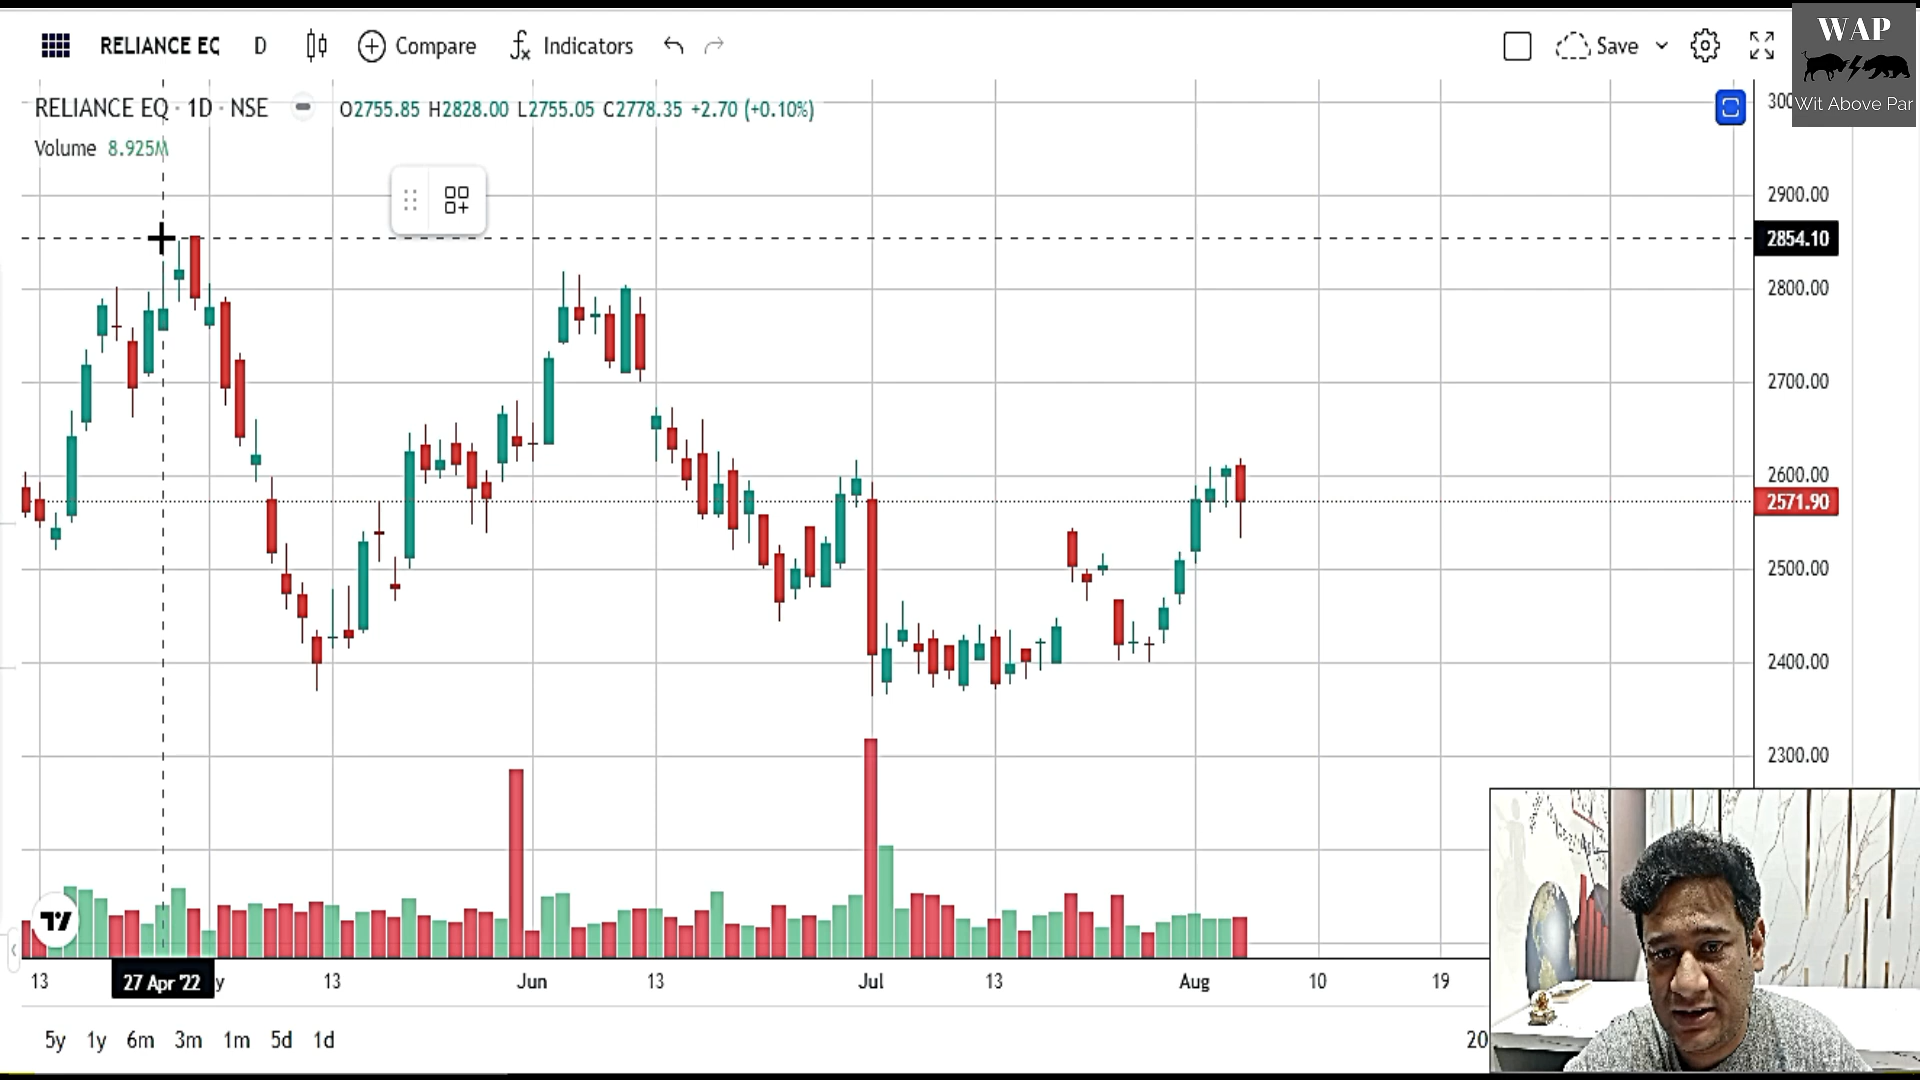 RELIANCE EQ D Compare Indicators Save
WAP
Wit Above Par
RELIANCE EQ · 1D · NSE O2755.85 H2828.00 L2755.05 C2778.35 +2.70 (+0.10%)
Volume 8.925M
2900.00
2854.10
2800.00
2700.00
2600.00
2571.90
2500.00
2400.00
2300.00
13 27 Apr '22 y 13 Jun 13 Jul 13 Aug 10 19
5y 1y 6m 3m 1m 5d 1d 20